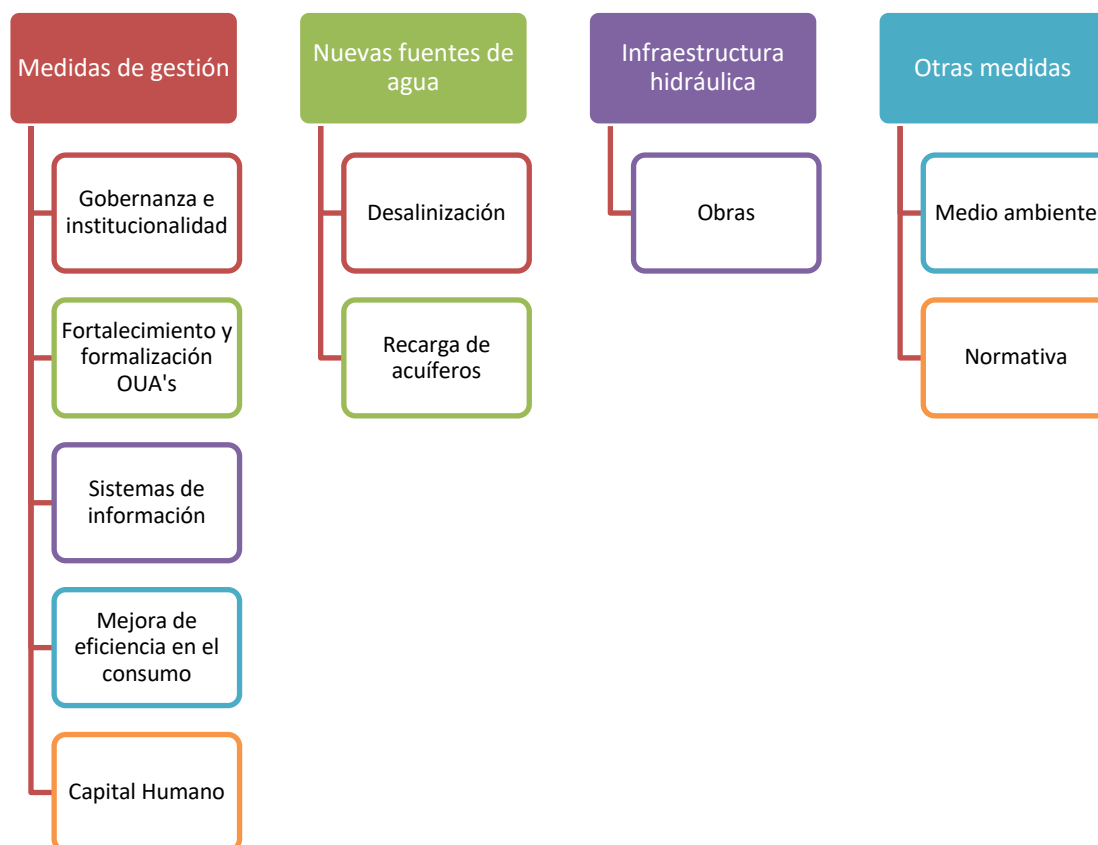 Medidas de gestión
Gobernanza e
institucionalidad
Fortalecimiento y
formalización
OUA's
Sistemas de
información
Mejora de
eficiencia en el
consumo
Capital Humano
Nuevas fuentes de
agua
Desalinización
Recarga de
acuíferos
Infraestructura
hidráulica
Obras
Otras medidas
Medio ambiente
Normativa